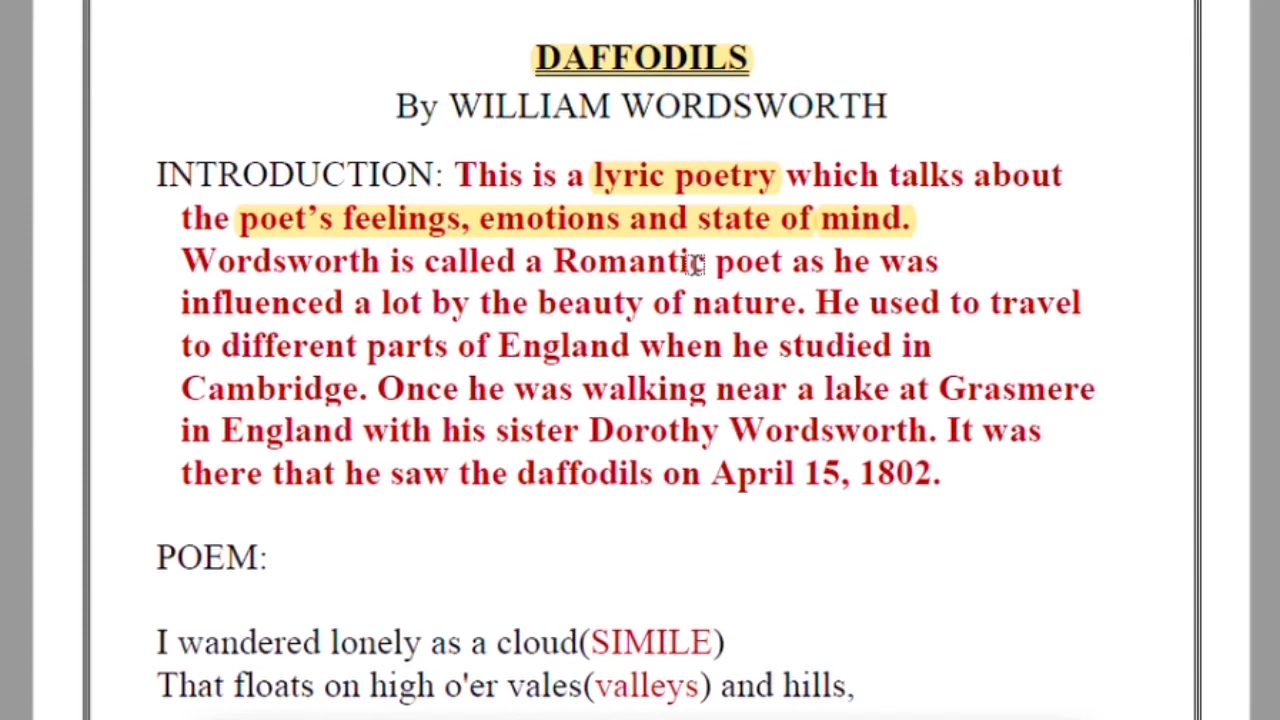 DAFFODILS
By WILLIAM WORDSWORTH
INTRODUCTION: This is a lyric poetry which talks about
the poet’s feelings, emotions and state of mind.
Wordsworth is called a Romantic poet as he was
influenced a lot by the beauty of nature. He used to travel
to different parts of England when he studied in
Cambridge. Once he was walking near a lake at Grasmere
in England with his sister Dorothy Wordsworth. It was
there that he saw the daffodils on April 15, 1802.
POEM:
I wandered lonely as a cloud(SIMILE)
That floats on high o'er vales(valleys) and hills,